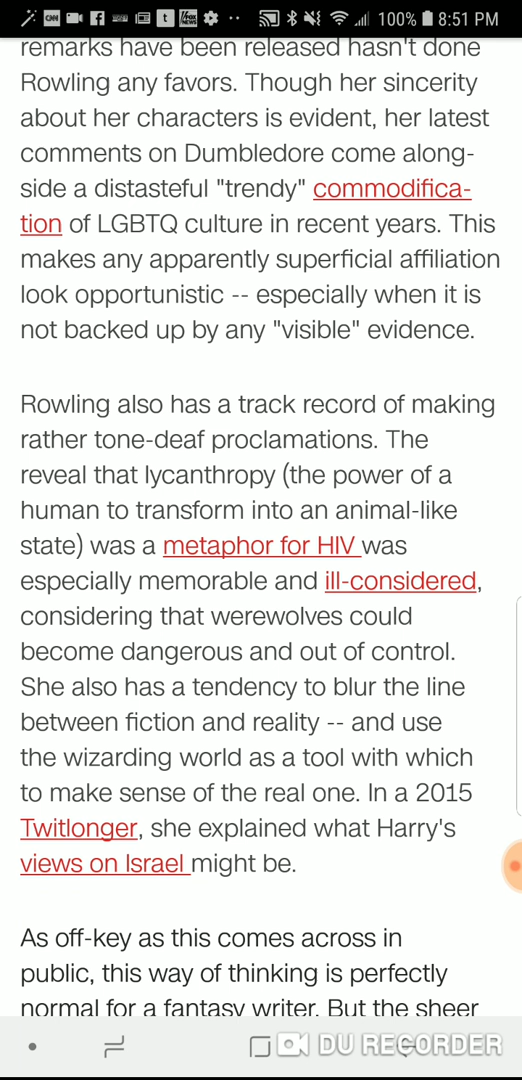 100% 8:51 PM
remarks have been released hasn't done
Rowling any favors. Though her sincerity
about her characters is evident, her latest
comments on Dumbledore come along-
side a distasteful "trendy" commodifica-
tion of LGBTQ culture in recent years. This
makes any apparently superficial affiliation
look opportunistic -- especially when it is
not backed up by any "visible" evidence.
Rowling also has a track record of making
rather tone-deaf proclamations. The
reveal that lycanthropy (the power of a
human to transform into an animal-like
state) was a metaphor for HIV was
especially memorable and ill-considered,
considering that werewolves could
become dangerous and out of control.
She also has a tendency to blur the line
between fiction and reality -- and use
the wizarding world as a tool with which
to make sense of the real one. In a 2015
Twitlonger, she explained what Harry's
views on Israel might be.
As off-key as this comes across in
public, this way of thinking is perfectly
normal for a fantasy writer. But the sheer
DU RECORDER